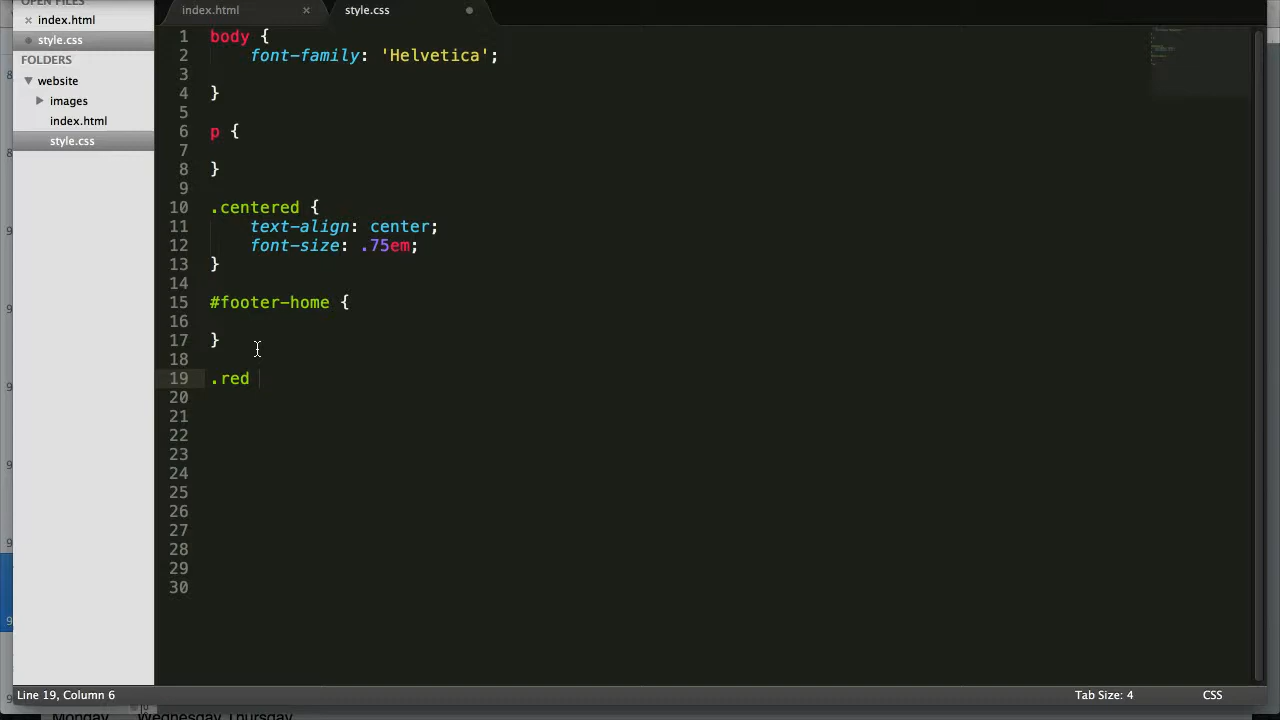 OPEN FILES
index.html
style.css
FOLDERS
website
images
index.html
style.css
index.html
style.css
1 body {
2 font-family: 'Helvetica';
3
4 }
5
6 p {
7
8 }
9
10 .centered {
11 text-align: center;
12 font-size: .75em;
13 }
14
15 #footer-home {
16
17 }
18
19 .red
20
21
22
23
24
25
26
27
28
29
30
Line 19, Column 6
Tab Size: 4
CSS
Monday
Wednesday Thursday